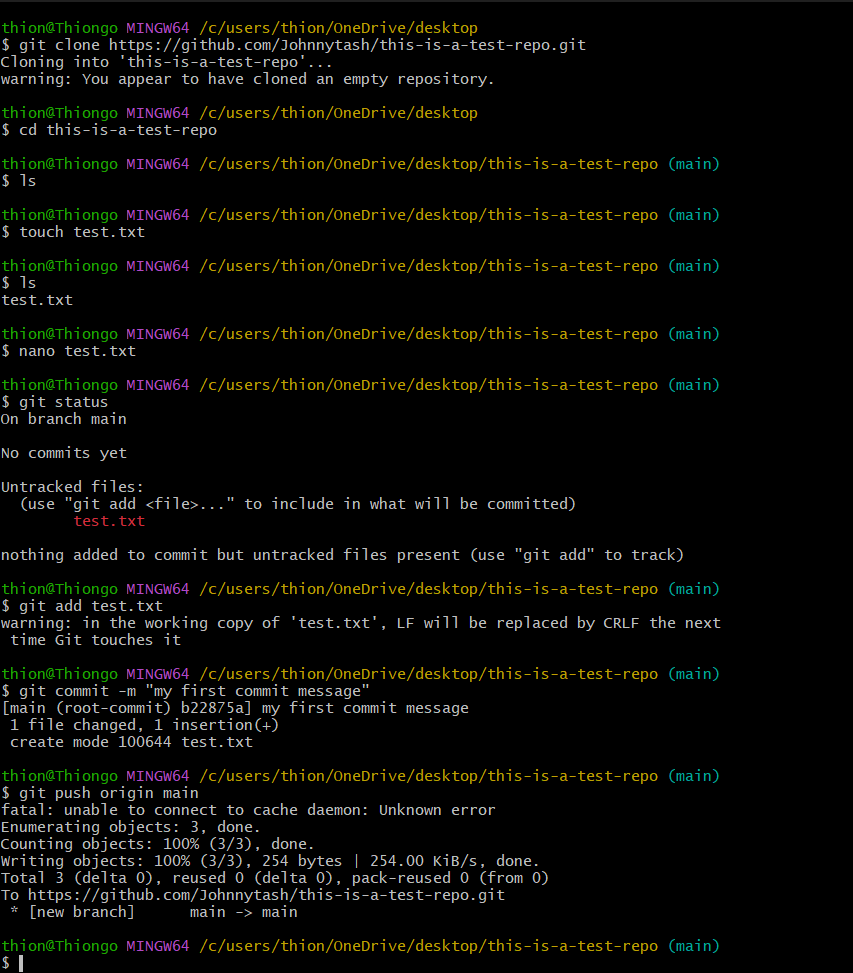 thion@Thiongo MINGW64 /c/users/thion/OneDrive/desktop
$ git clone https://github.com/Johnnytash/this-is-a-test-repo.git
Cloning into 'this-is-a-test-repo'...
warning: You appear to have cloned an empty repository.
thion@Thiongo MINGW64 /c/users/thion/OneDrive/desktop
$ cd this-is-a-test-repo
thion@Thiongo MINGW64 /c/users/thion/OneDrive/desktop/this-is-a-test-repo (main)
$ ls
thion@Thiongo MINGW64 /c/users/thion/OneDrive/desktop/this-is-a-test-repo (main)
$ touch test.txt
thion@Thiongo MINGW64 /c/users/thion/OneDrive/desktop/this-is-a-test-repo (main)
$ ls
test.txt
thion@Thiongo MINGW64 /c/users/thion/OneDrive/desktop/this-is-a-test-repo (main)
$ nano test.txt
thion@Thiongo MINGW64 /c/users/thion/OneDrive/desktop/this-is-a-test-repo (main)
$ git status
On branch main
No commits yet
Untracked files:
  (use "git add <file>..." to include in what will be committed)
        test.txt
nothing added to commit but untracked files present (use "git add" to track)
thion@Thiongo MINGW64 /c/users/thion/OneDrive/desktop/this-is-a-test-repo (main)
$ git add test.txt
warning: in the working copy of 'test.txt', LF will be replaced by CRLF the next
 time Git touches it
thion@Thiongo MINGW64 /c/users/thion/OneDrive/desktop/this-is-a-test-repo (main)
$ git commit -m "my first commit message"
[main (root-commit) b22875a] my first commit message
 1 file changed, 1 insertion(+)
 create mode 100644 test.txt
thion@Thiongo MINGW64 /c/users/thion/OneDrive/desktop/this-is-a-test-repo (main)
$ git push origin main
fatal: unable to connect to cache daemon: Unknown error
Enumerating objects: 3, done.
Counting objects: 100% (3/3), done.
Writing objects: 100% (3/3), 254 bytes | 254.00 KiB/s, done.
Total 3 (delta 0), reused 0 (delta 0), pack-reused 0 (from 0)
To https://github.com/Johnnytash/this-is-a-test-repo.git
 * [new branch]      main -> main
thion@Thiongo MINGW64 /c/users/thion/OneDrive/desktop/this-is-a-test-repo (main)
$